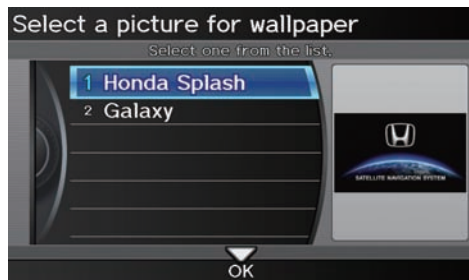 Select a picture for wallpaper
Select one from the list.
1 Honda Splash
2 Galaxy
SATELLITE NAVIGATION SYSTEM
OK